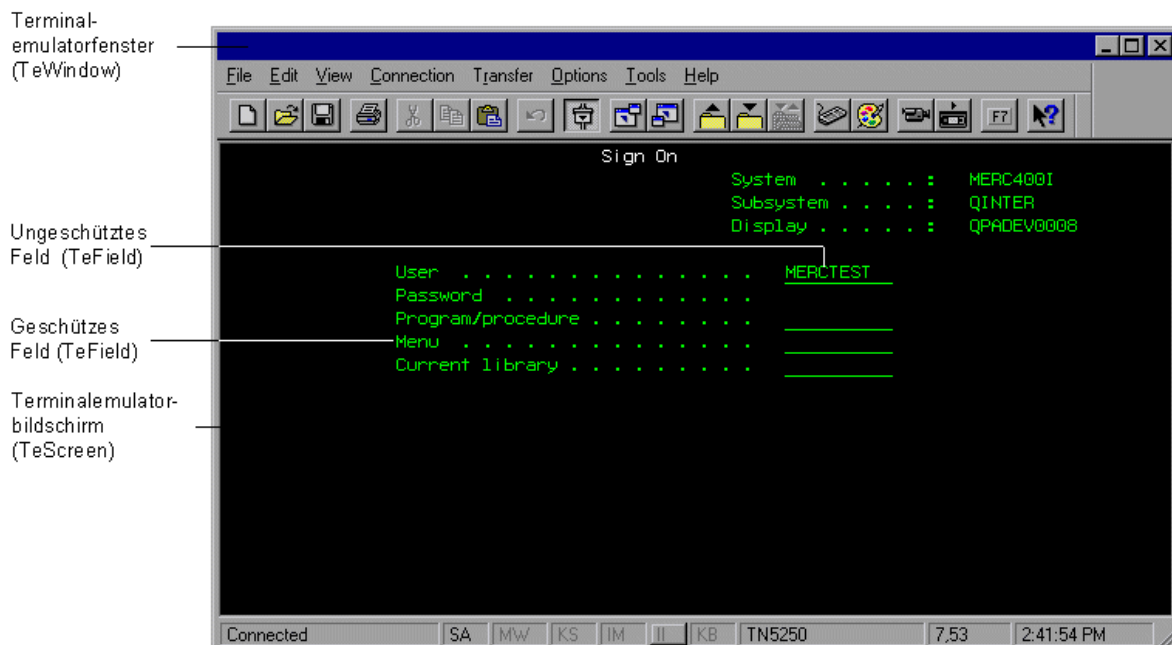 Terminal-
emulatorfenster
(TeWindow)
File Edit View Connection Transfer Options Tools Help
F7
Sign On
System . . . . . : MERC400I
Subsystem . . . . : QINTER
Display . . . . . : QPADEV0008
Ungeschütztes
Feld (TeField)
User . . . . . . . . . . . . . . MERCTEST
Password . . . . . . . . . . . .
Program/procedure . . . . . . . .
Geschützes
Feld (TeField)
Menu . . . . . . . . . . . . . .
Current library . . . . . . . . .
Terminalemulator-
bildschirm
(TeScreen)
Connected SA MW KS IM II KB TN5250 7,53 2:41:54 PM